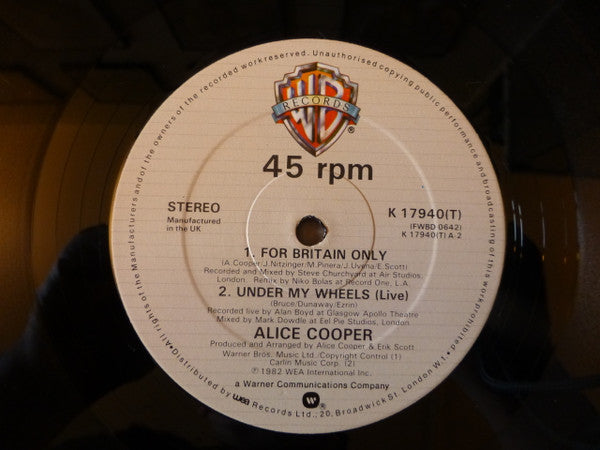 All rights of the Manufacturers and of the owners of the recorded work reserved. Unauthorised copying public performance and broadcasting of this work prohibited.
WB
RECORDS
®
45 rpm
STEREO
Manufactured
in the UK
K 17940(T)
(FWBD 0642)
K 17940(T) A-2
1. FOR BRITAIN ONLY
(A.Cooper/J.Nitzinger/M.Pinera/J.Uvena/E.Scott)
Recorded and Mixed by Steve Churchyard at Air Studios,
London. Remix by Niko Bolas at Record One, L.A.
2. UNDER MY WHEELS (Live)
(Bruce/Dunaway/Ezrin)
Recorded live by Alan Boyd at Glasgow Apollo Theatre
Mixed by Mark Dowdle at Eel Pie Studios, London.
ALICE COOPER
Produced and Arranged by Alice Cooper & Erik Scott
Warner Bros. Music Ltd./Copyright Control (1)
Carlin Music Corp. (2)
℗ 1982 WEA International Inc.
a Warner Communications Company
W ®
• Distributed by wea Records Ltd., 20, Broadwick St. London W.1. •